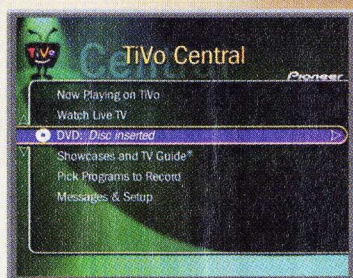 TiVo
TiVo Central
Central
Pioneer
Now Playing on TiVo
Watch Live TV
DVD: Disc inserted
Showcases and TV Guide®
Pick Programs to Record
Messages & Setup